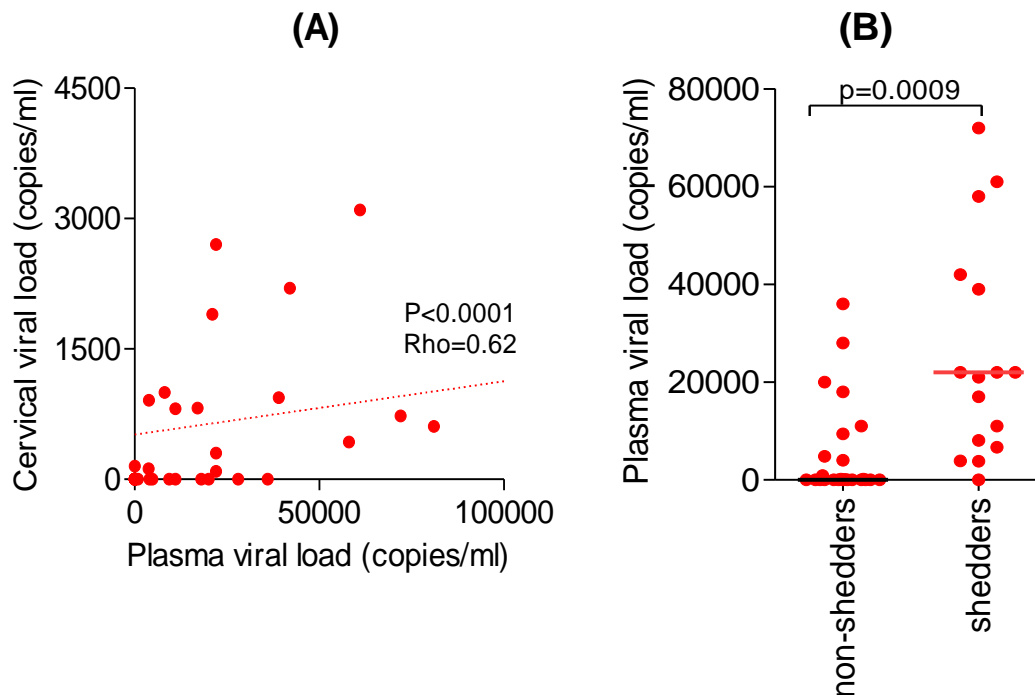 (A)
Cervical viral load (copies/ml)
4500
3000
1500
0
P<0.0001
Rho=0.62
0 50000 100000
Plasma viral load (copies/ml)
(B)
Plasma viral load (copies/ml)
80000
60000
40000
20000
0
p=0.0009
non-shedders
shedders